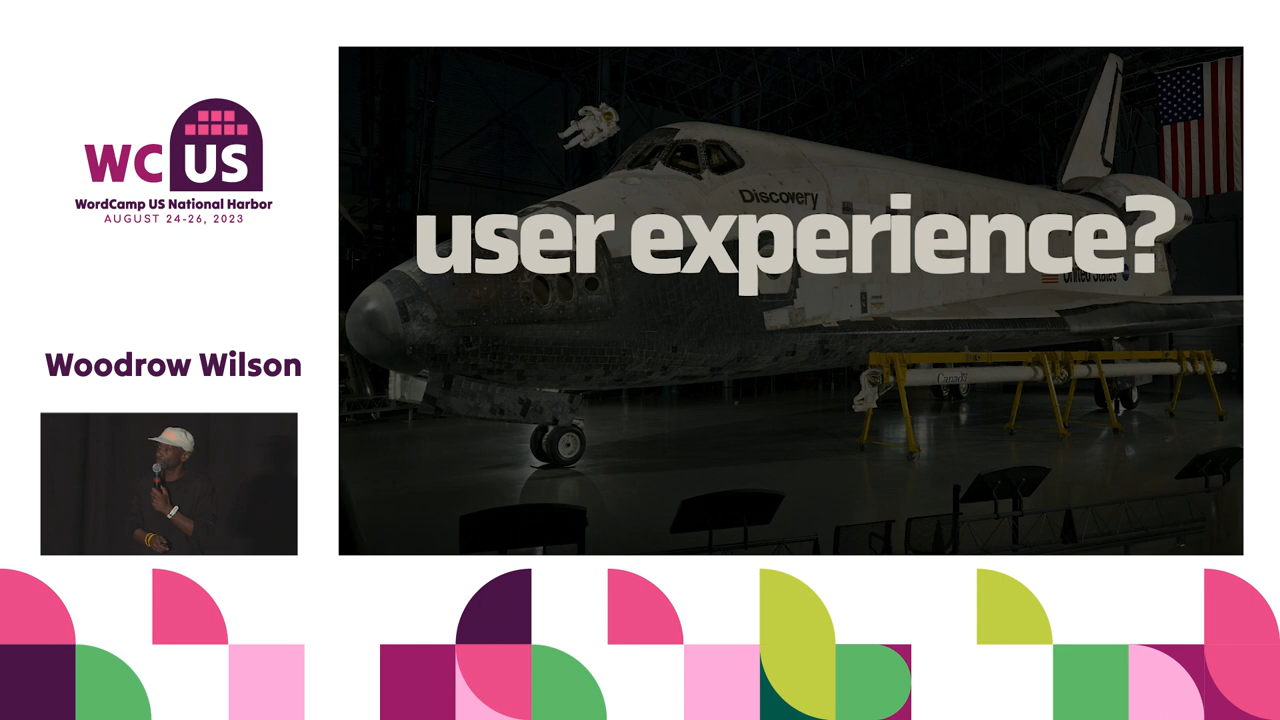 WC US
WordCamp US National Harbor
AUGUST 24-26, 2023
Woodrow Wilson
Discovery
user experience?
United States
Canada